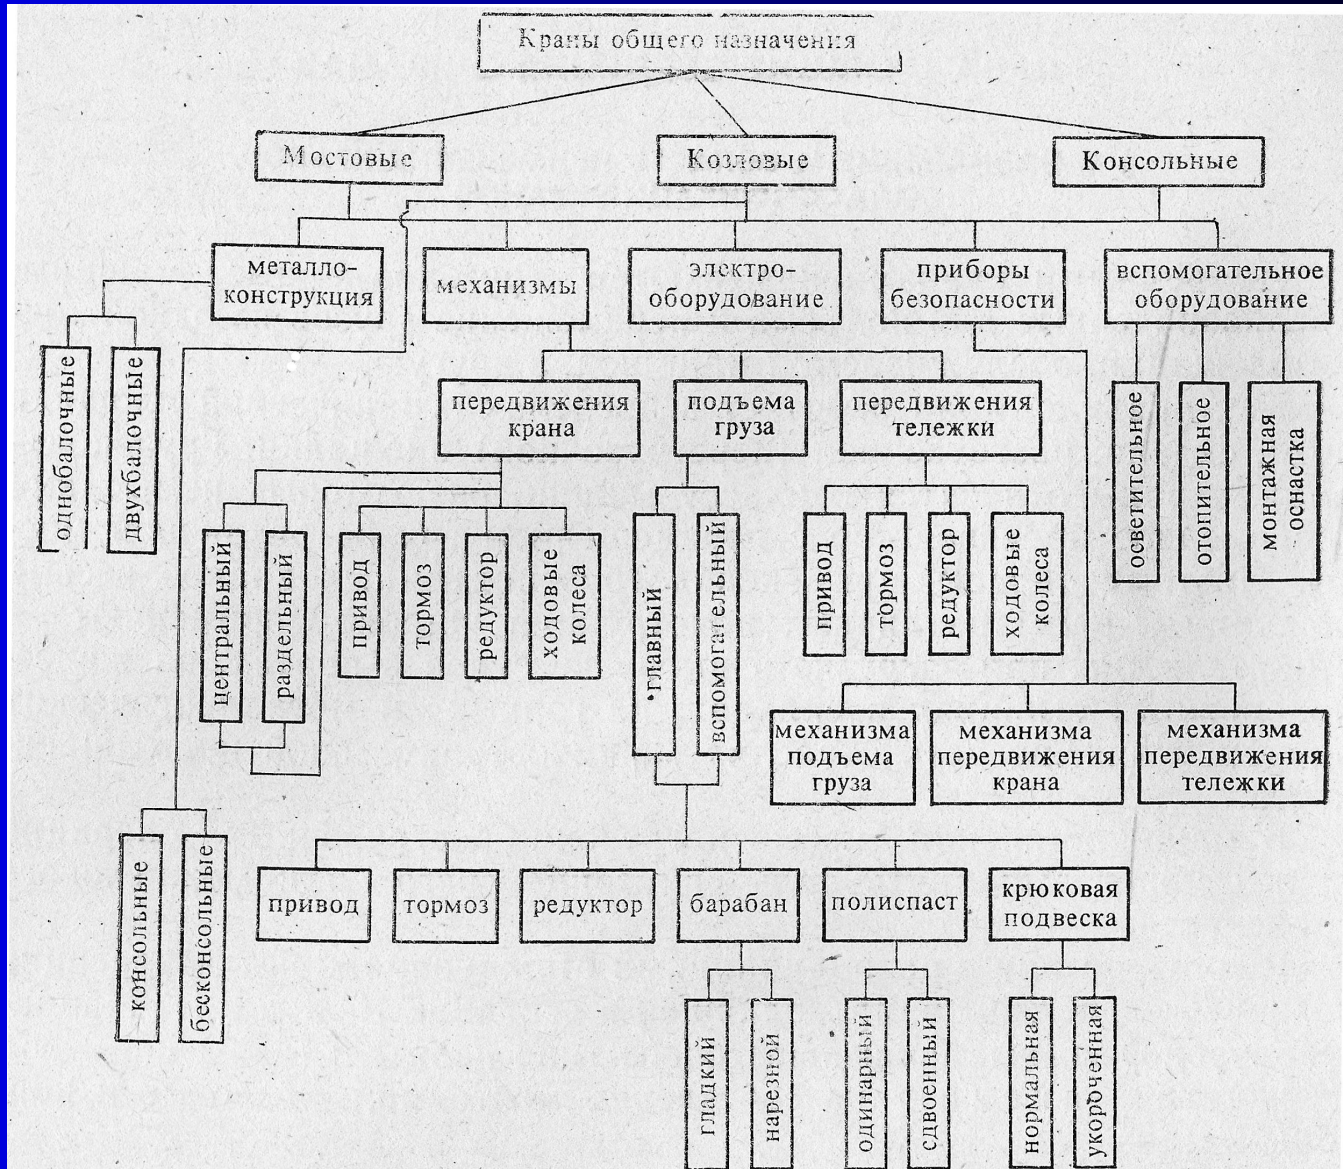 Краны общего назначения
Мостовые
Козловые
Консольные
металло-
конструкция
механизмы
электро-
оборудование
приборы
безопасности
вспомогательное
оборудование
однобалочные
двухбалочные
передвижения
крана
подъема
груза
передвижения
тележки
осветительное
отопительное
монтажная
оснастка
центральный
раздельный
привод
тормоз
редуктор
ходовые
колеса
главный
вспомогательный
привод
тормоз
редуктор
ходовые
колеса
механизма
подъема
груза
механизма
передвижения
крана
механизма
передвижения
тележки
консольные
бесконсольные
привод
тормоз
редуктор
барабан
полиспаст
крюковая
подвеска
гладкий
нарезной
одинарный
сдвоенный
нормальная
укороченная